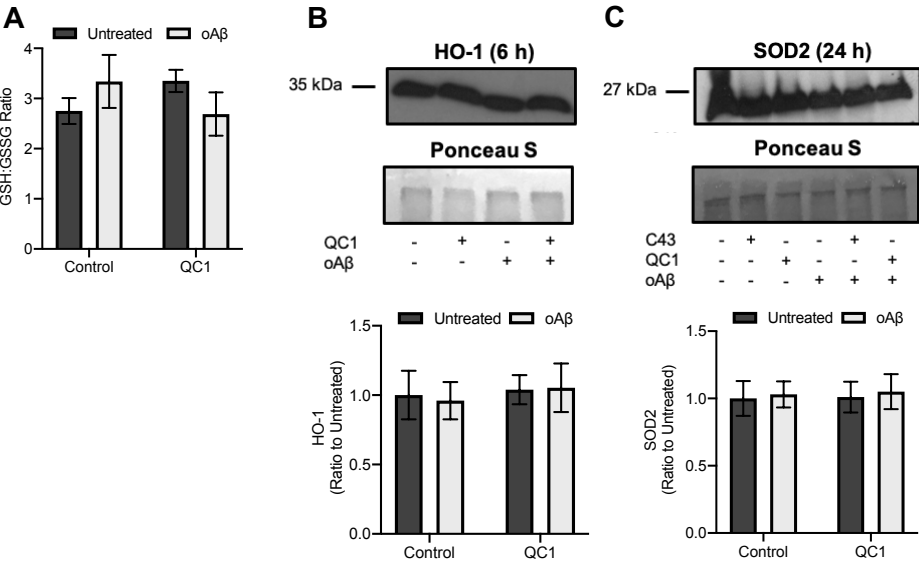 A
Untreated oAβ
4
3
2
1
0
GSH:GSSG Ratio
Control QC1
B
HO-1 (6 h)
35 kDa
Ponceau S
QC1 - + - +
oAβ - - + +
Untreated oAβ
1.5
1.0
0.5
0.0
HO-1
(Ratio to Untreated)
Control QC1
C
SOD2 (24 h)
27 kDa
Ponceau S
C43 - + - - + -
QC1 - - + - - +
oAβ - - - + + +
Untreated oAβ
1.5
1.0
0.5
0.0
SOD2
(Ratio to Untreated)
Control QC1